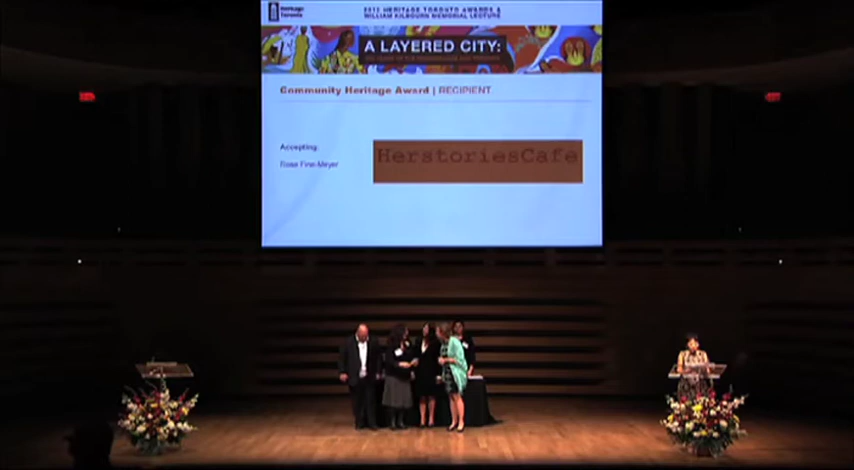 Heritage
Toronto
2012 HERITAGE TORONTO AWARDS &
WILLIAM KILBOURN MEMORIAL LECTURE
A LAYERED CITY:
Community Heritage Award | RECIPIENT
Accepting:
Rose Fine-Meyer
HerstoriesCafe